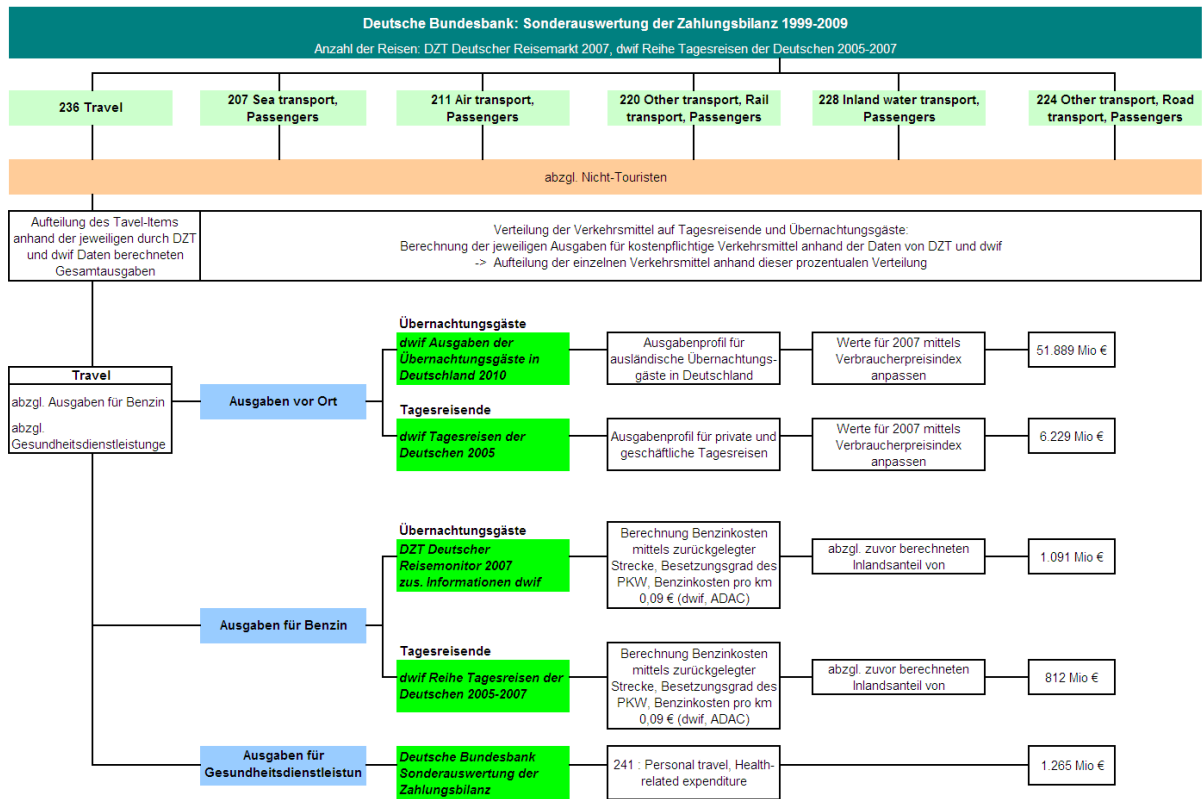 Deutsche Bundesbank: Sonderauswertung der Zahlungsbilanz 1999-2009
Anzahl der Reisen: DZT Deutscher Reisemarkt 2007, dwif Reihe Tagesreisen der Deutschen 2005-2007
236 Travel
207 Sea transport,
Passengers
211 Air transport,
Passengers
220 Other transport, Rail
transport, Passengers
228 Inland water transport,
Passengers
224 Other transport, Road
transport, Passengers
abzgl. Nicht-Touristen
Aufteilung des Tavel-Items
anhand der jeweiligen durch DZT
und dwif Daten berechneten
Gesamtausgaben
Verteilung der Verkehrsmittel auf Tagesreisende und Übernachtungsgäste:
Berechnung der jeweiligen Ausgaben für kostenpflichtige Verkehrsmittel anhand der Daten von DZT und dwif
-> Aufteilung der einzelnen Verkehrsmittel anhand dieser prozentualen Verteilung
Travel
abzgl. Ausgaben für Benzin
abzgl.
Gesundheitsdienstleistunge
Ausgaben vor Ort
Übernachtungsgäste
dwif Ausgaben der
Übernachtungsgäste in
Deutschland 2010
Ausgabenprofil für
ausländische Übernachtungs-
gäste in Deutschland
Werte für 2007 mittels
Verbraucherpreisindex
anpassen
51.889 Mio €
Tagesreisende
dwif Tagesreisen der
Deutschen 2005
Ausgabenprofil für private und
geschäftliche Tagesreisen
Werte für 2007 mittels
Verbraucherpreisindex
anpassen
6.229 Mio €
Ausgaben für Benzin
Übernachtungsgäste
DZT Deutscher
Reisemonitor 2007
zus. Informationen dwif
Berechnung Benzinkosten
mittels zurückgelegter
Strecke, Besetzungsgrad des
PKW, Benzinkosten pro km
0,09 € (dwif, ADAC)
abzgl. zuvor berechneten
Inlandsanteil von
1.091 Mio €
Tagesreisende
dwif Reihe Tagesreisen der
Deutschen 2005-2007
Berechnung Benzinkosten
mittels zurückgelegter
Strecke, Besetzungsgrad des
PKW, Benzinkosten pro km
0,09 € (dwif, ADAC)
abzgl. zuvor berechneten
Inlandsanteil von
812 Mio €
Ausgaben für
Gesundheitsdienstleistun
Deutsche Bundesbank
Sonderauswertung der
Zahlungsbilanz
241 : Personal travel, Health-
related expenditure
1.265 Mio €